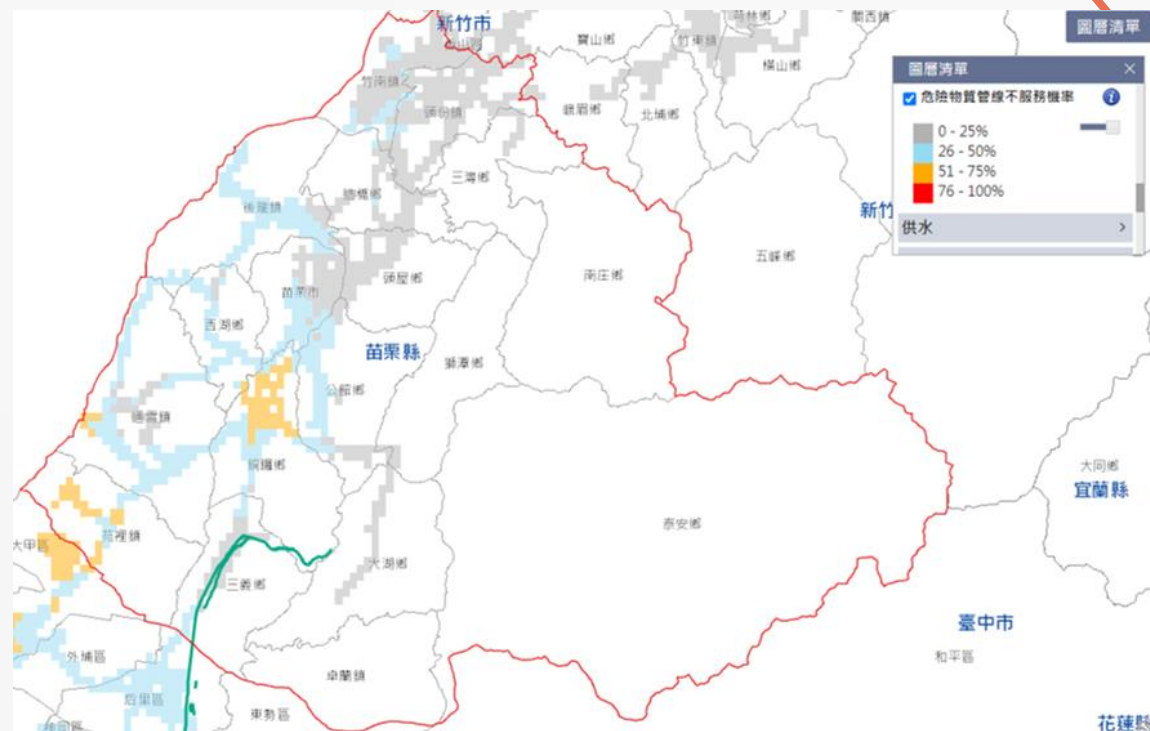 新竹市
寶山鄉
關西鎮
竹東鎮
橫山鄉
竹南鎮
頭份鎮
峨眉鄉
北埔鄉
圖層清單
圖層清單
危險物質管線不服務機率
0 - 25%
26 - 50%
51 - 75%
76 - 100%
供水
三灣鄉
造橋鄉
後龍鎮
新竹
五峰鄉
南庄鄉
頭屋鄉
苗栗市
西湖鄉
苗栗縣
獅潭鄉
公館鄉
通霄鎮
銅鑼鄉
大同鄉
宜蘭縣
泰安鄉
苑裡鎮
大甲區
大湖鄉
三義鄉
臺中市
和平區
外埔區
卓蘭鎮
后里區
東勢區
花蓮縣